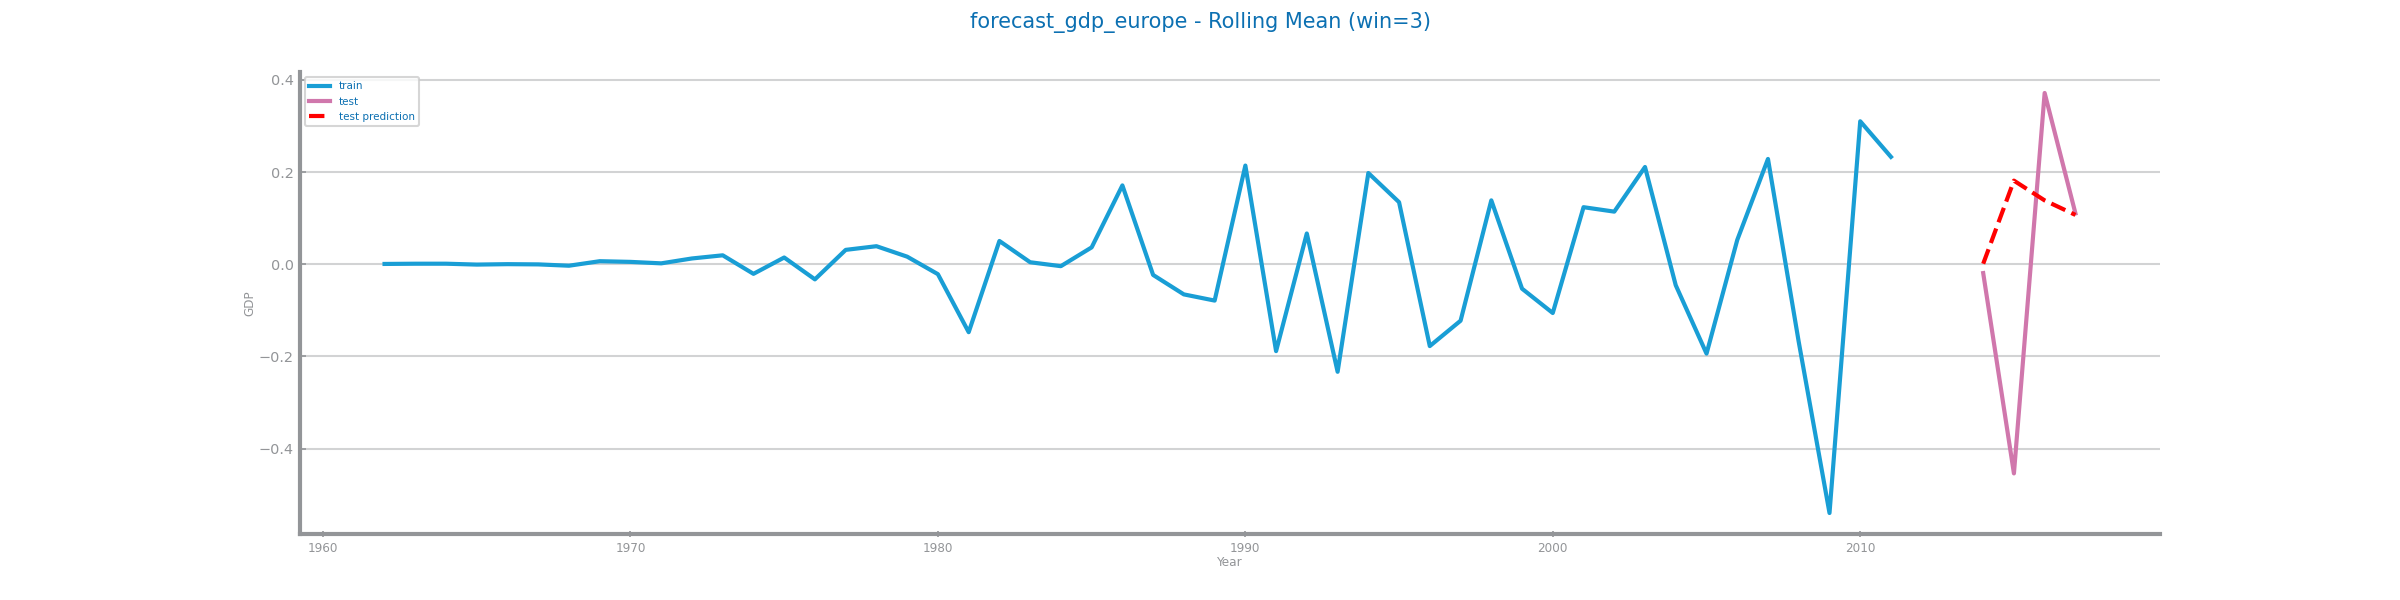 forecast_gdp_europe - Rolling Mean (win=3)
train
test
test prediction
0.4
0.2
0.0
−0.2
−0.4
GDP
1960 1970 1980 1990 2000 2010
Year